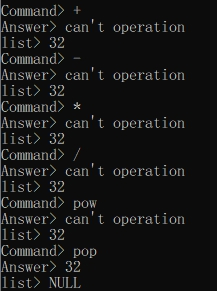 Command> +
Answer> can't operation
list> 32
Command> -
Answer> can't operation
list> 32
Command> *
Answer> can't operation
list> 32
Command> /
Answer> can't operation
list> 32
Command> pow
Answer> can't operation
list> 32
Command> pop
Answer> 32
list> NULL